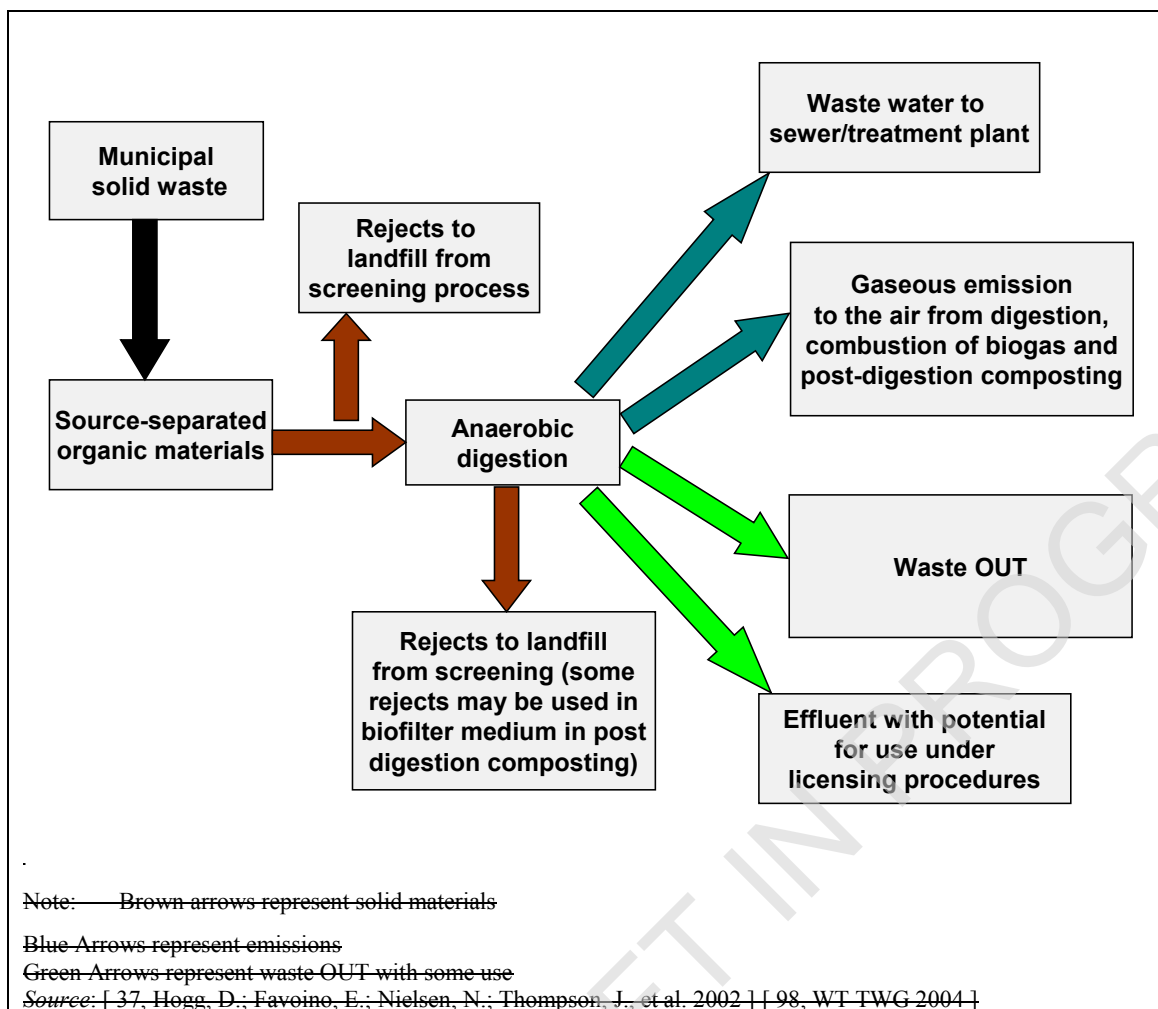 Municipal
solid waste
Waste water to
sewer/treatment plant
Rejects to
landfill from
screening process
Gaseous emission
to the air from digestion,
combustion of biogas and
post-digestion composting
Source-separated
organic materials
Anaerobic
digestion
Waste OUT
Rejects to landfill
from screening (some
rejects may be used in
biofilter medium in post
digestion composting)
Effluent with potential
for use under
licensing procedures
.
Note: Brown arrows represent solid materials
Blue Arrows represent emissions
Green Arrows represent waste OUT with some use
Source: [ 37, Hogg, D.; Favoino, E.; Nielsen, N.; Thompson, J., et al. 2002 ] [ 98, WT TWG 2004 ]